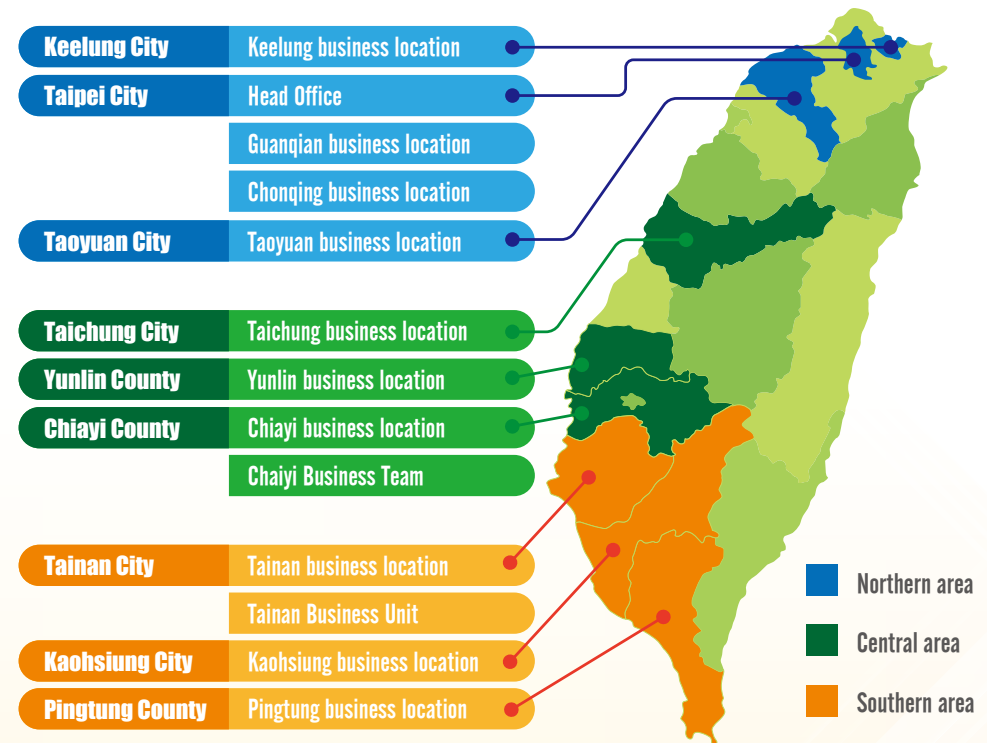 Keelung City Keelung business location
Taipei City Head Office
Guanqian business location
Chonqing business location
Taoyuan City Taoyuan business location
Taichung City Taichung business location
Yunlin County Yunlin business location
Chiayi County Chiayi business location
Chaiyi Business Team
Tainan City Tainan business location
Tainan Business Unit
Kaohsiung City Kaohsiung business location
Pingtung County Pingtung business location
Northern area
Central area
Southern area